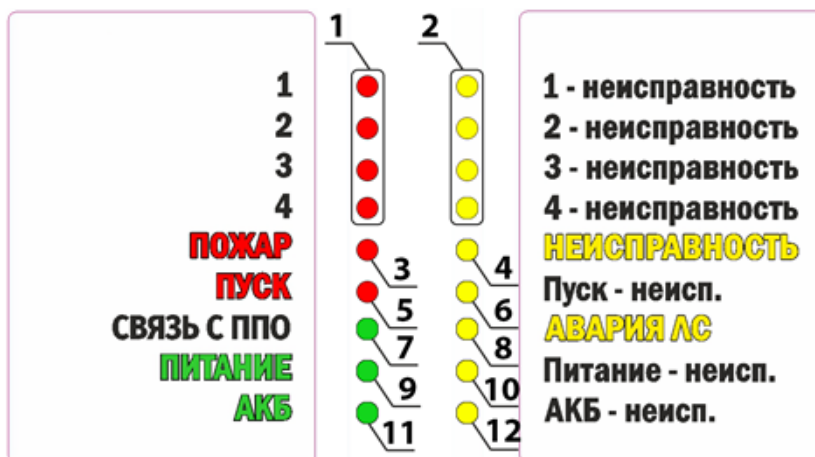 1 2
1 1 - неисправность
2 2 - неисправность
3 3 - неисправность
4 4 - неисправность
ПОЖАР 3 4 НЕИСПРАВНОСТЬ
ПУСК 5 6 Пуск - неисп.
СВЯЗЬ С ППО 7 8 АВАРИЯ ЛС
ПИТАНИЕ 9 10 Питание - неисп.
АКБ 11 12 АКБ - неисп.